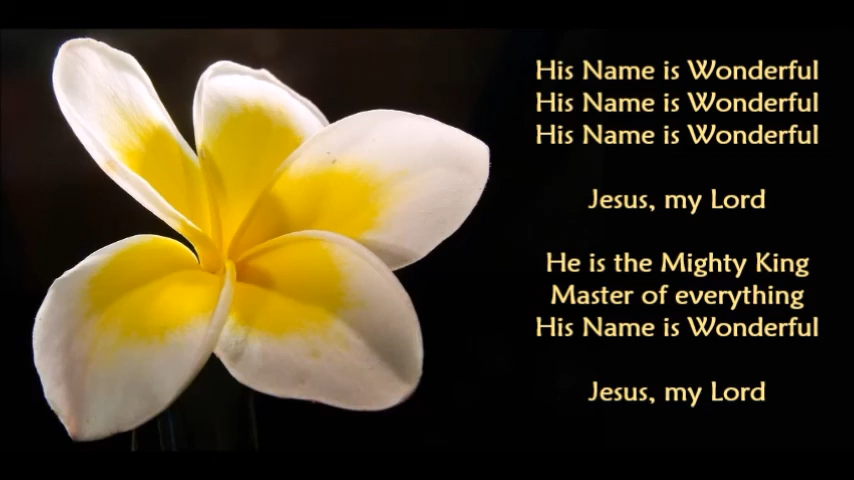 His Name is Wonderful
His Name is Wonderful
His Name is Wonderful
Jesus, my Lord
He is the Mighty King
Master of everything
His Name is Wonderful
Jesus, my Lord